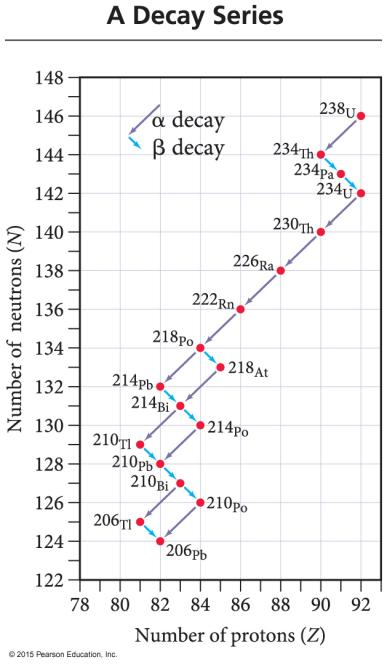 A Decay Series
148
146
144
142
140
138
136
134
132
130
128
126
124
122
Number of neutrons (N)
α decay
β decay
238U
234Th
234Pa
234U
230Th
226Ra
222Rn
218Po
218At
214Pb
214Bi
214Po
210Tl
210Pb
210Bi
210Po
206Tl
206Pb
78 80 82 84 86 88 90 92
Number of protons (Z)
© 2015 Pearson Education, Inc.